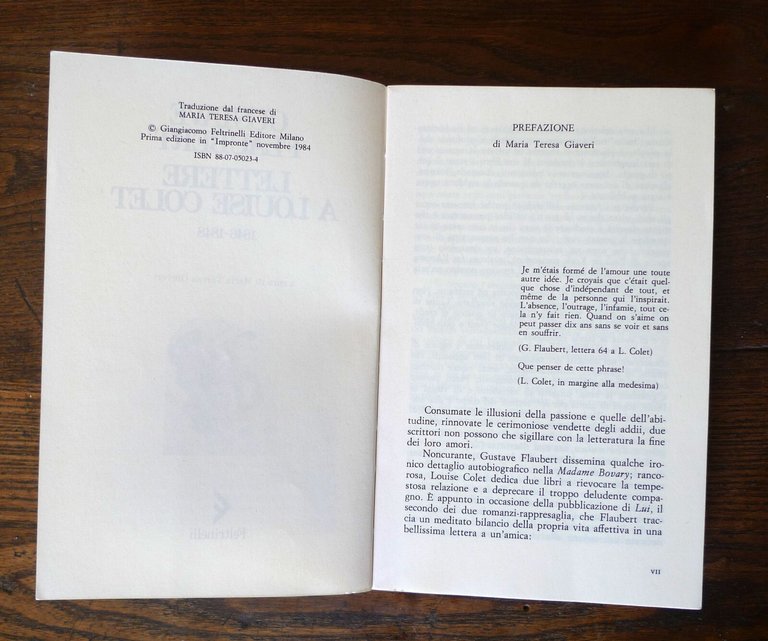 Traduzione dal francese di
MARIA TERESA GIAVERI
© Giangiacomo Feltrinelli Editore Milano
Prima edizione in "Impronte" novembre 1984
ISBN 88-07-05023-4
LETTERE
A LOUISE COLET
1846-1848
Feltrinelli
PREFAZIONE
di Maria Teresa Giaveri
Je m'étais formé de l'amour une toute
autre idée. Je croyais que c'était quel-
que chose d'indépendant de tout, et
même de la personne qui l'inspirait.
L'absence, l'outrage, l'infamie, tout ce-
la n'y fait rien. Quand on s'aime on
peut passer dix ans sans se voir et sans
en souffrir.
(G. Flaubert, lettera 64 a L. Colet)
Que penser de cette phrase!
(L. Colet, in margine alla medesima)
Consumate le illusioni della passione e quelle dell'abi-
tudine, rinnovate le cerimoniose vendette degli addii, due
scrittori non possono che sigillare con la letteratura la fine
dei loro amori.
Noncurante, Gustave Flaubert dissemina qualche iro-
nico dettaglio autobiografico nella Madame Bovary; ranco-
rosa, Louise Colet dedica due libri a rievocare la tempe-
stosa relazione e a deprecare il troppo deludente compa-
gno. È appunto in occasione della pubblicazione di Lui, il
secondo dei due romanzi-rappresaglia, che Flaubert trac-
cia un meditato bilancio della propria vita affettiva in una
bellissima lettera a un'amica:
VII